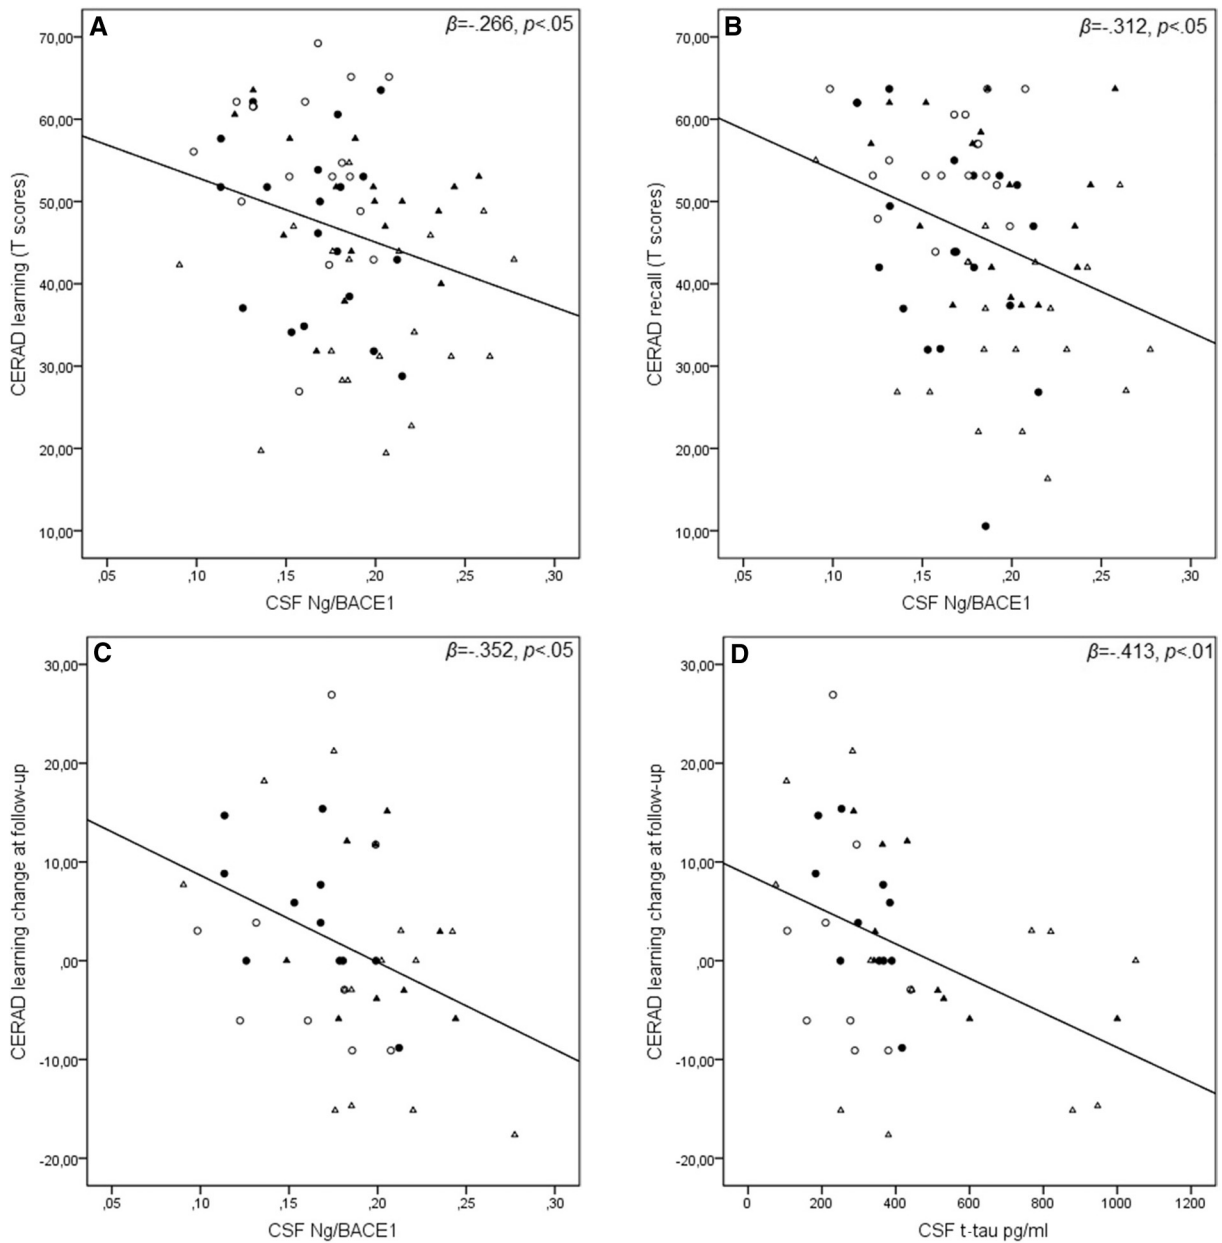 A
β=-.266, p<.05
70,00
60,00
50,00
40,00
30,00
20,00
10,00
CERAD learning (T scores)
,05 ,10 ,15 ,20 ,25 ,30
CSF Ng/BACE1
B
β=-.312, p<.05
70,00
60,00
50,00
40,00
30,00
20,00
10,00
CERAD recall (T scores)
,05 ,10 ,15 ,20 ,25 ,30
CSF Ng/BACE1
C
β=-.352, p<.05
30,00
20,00
10,00
,00
-10,00
-20,00
CERAD learning change at follow-up
,05 ,10 ,15 ,20 ,25 ,30
CSF Ng/BACE1
D
β=-.413, p<.01
30,00
20,00
10,00
,00
-10,00
-20,00
CERAD learning change at follow-up
0 200 400 600 800 1000 1200
CSF t-tau pg/ml